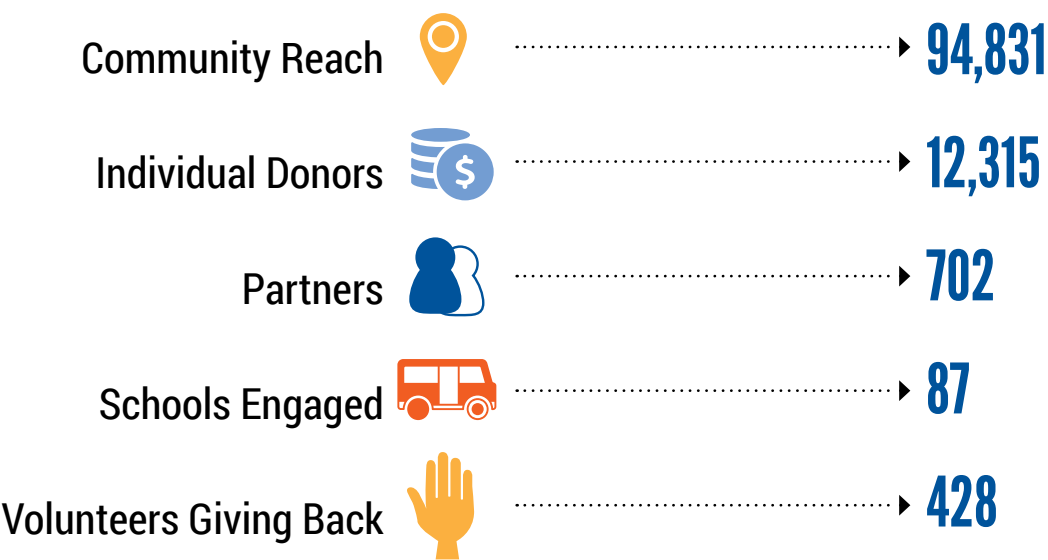 Community Reach 94,831
Individual Donors $ 12,315
Partners 702
Schools Engaged 87
Volunteers Giving Back 428